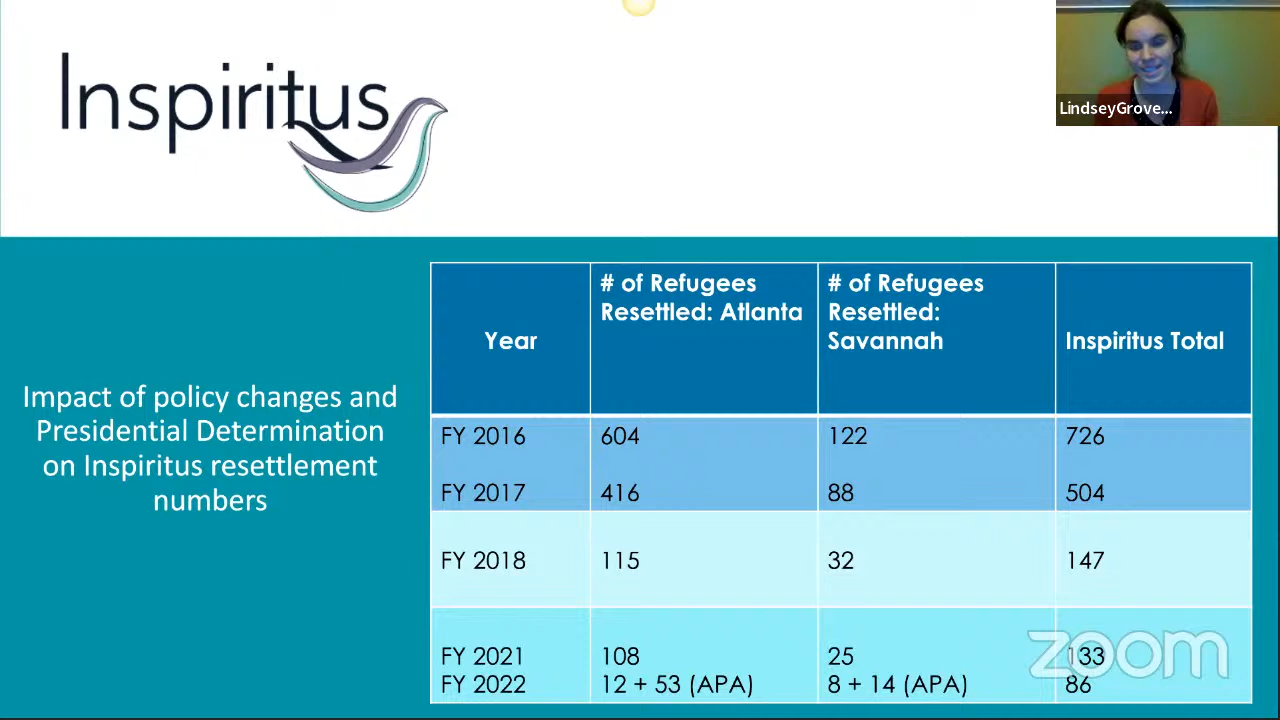 Inspiritus
LindseyGrove...
Impact of policy changes and
Presidential Determination
on Inspiritus resettlement
numbers
Year
# of Refugees
Resettled: Atlanta
# of Refugees
Resettled:
Savannah
Inspiritus Total
FY 2016 604 122 726
FY 2017 416 88 504
FY 2018 115 32 147
FY 2021 108 25 133
FY 2022 12 + 53 (APA) 8 + 14 (APA) 86
zoom